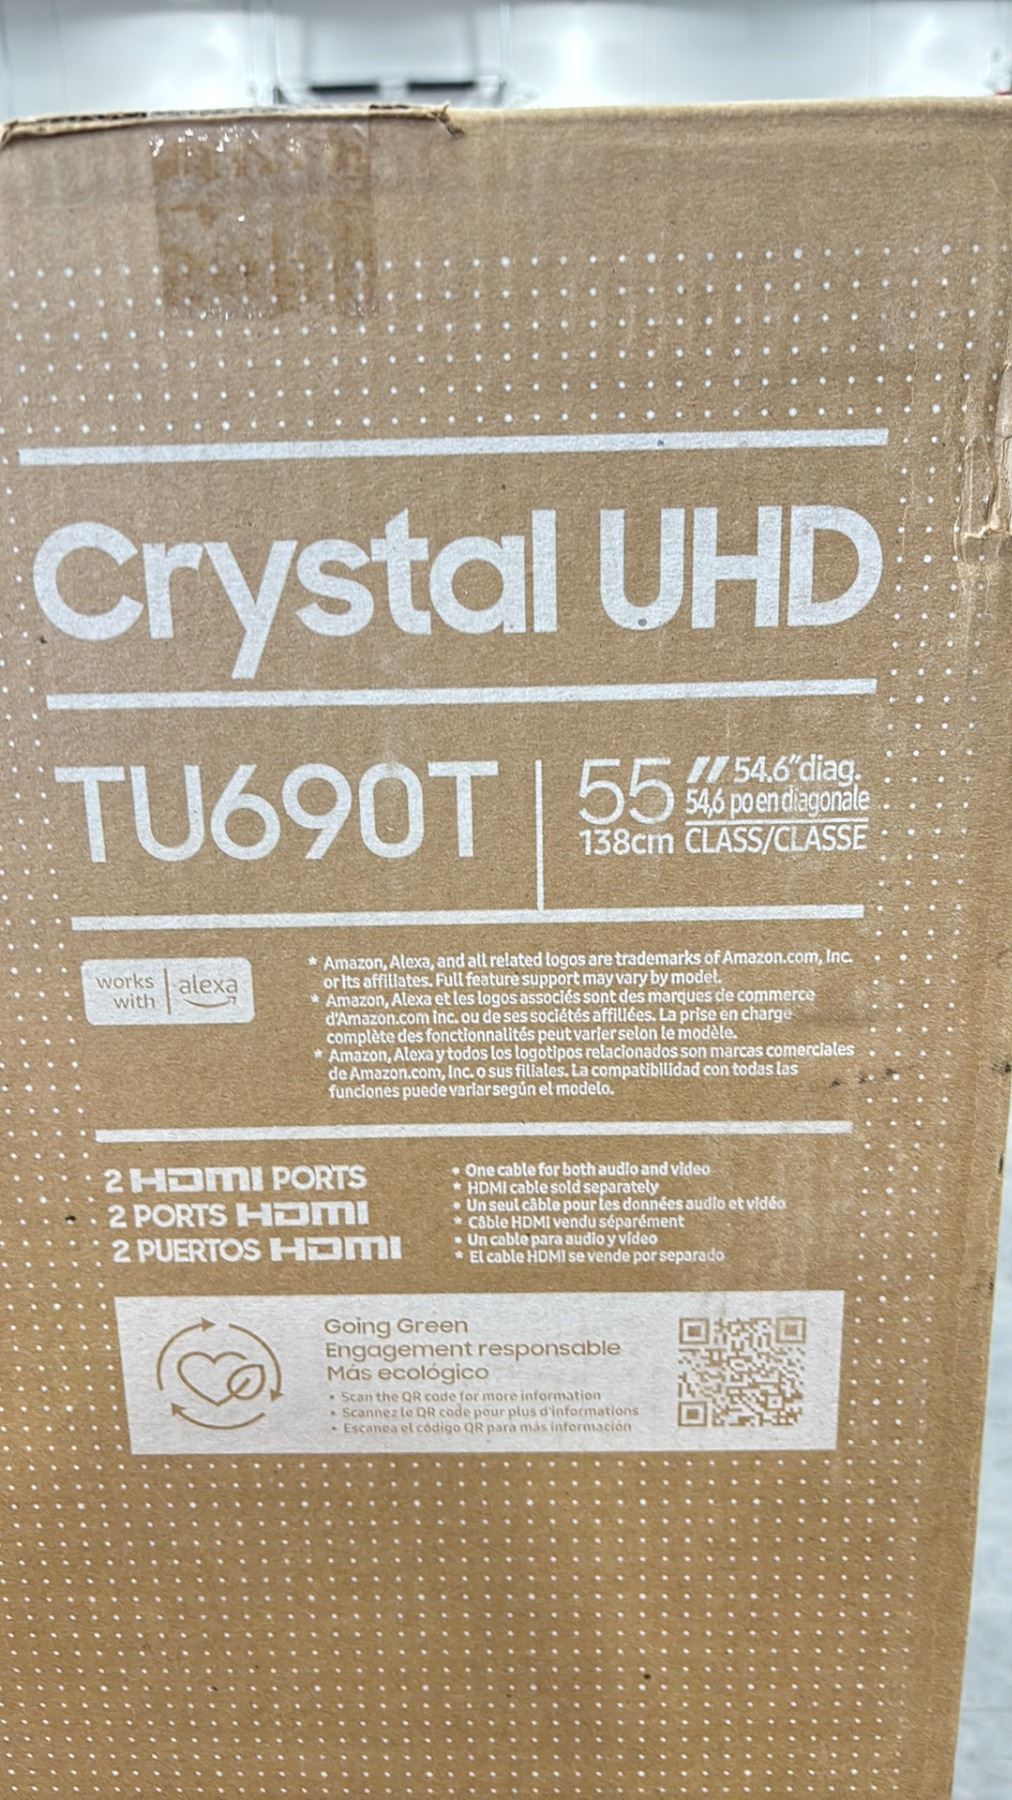 Crystal UHD
TU690T
55"
54.6"diag.
54,6 po en diagonale
138cm CLASS/CLASSE
works with alexa
* Amazon, Alexa, and all related logos are trademarks of Amazon.com, Inc.
or its affiliates. Full feature support may vary by model.
* Amazon, Alexa et les logos associés sont des marques de commerce
d'Amazon.com Inc. ou de ses sociétés affiliées. La prise en charge
complète des fonctionnalités peut varier selon le modèle.
* Amazon, Alexa y todos los logotipos relacionados son marcas comerciales
de Amazon.com, Inc. o sus filiales. La compatibilidad con todas las
funciones puede variar según el modelo.
2 HDMI PORTS
2 PORTS HDMI
2 PUERTOS HDMI
* One cable for both audio and video
* HDMI cable sold separately
* Un seul câble pour les données audio et vidéo
* Câble HDMI vendu séparément
* Un cable para audio y vídeo
* El cable HDMI se vende por separado
Going Green
Engagement responsable
Más ecológico
• Scan the QR code for more information
• Scannez le QR code pour plus d'informations
• Escanea el código QR para más información